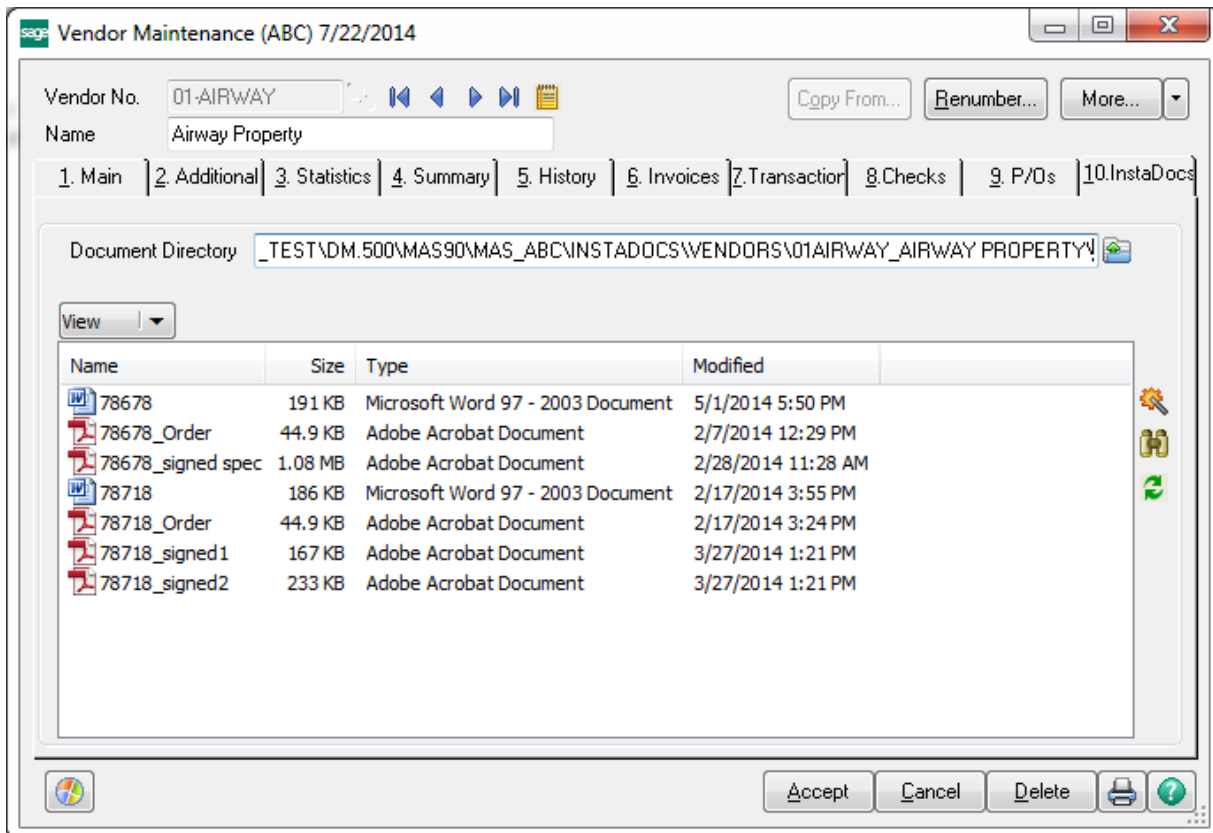 sage Vendor Maintenance (ABC) 7/22/2014
Vendor No. 01-AIRWAY Copy From... Renumber... More...
Name Airway Property
1. Main 2. Additional 3. Statistics 4. Summary 5. History 6. Invoices 7.Transaction 8.Checks 9. P/Os 10.InstaDocs
Document Directory _TEST\DM.500\MAS90\MAS_ABC\INSTADOCS\VENDORS\01AIRWAY_AIRWAY PROPERTY\
View
Name Size Type Modified
78678 191 KB Microsoft Word 97 - 2003 Document 5/1/2014 5:50 PM
78678_Order 44.9 KB Adobe Acrobat Document 2/7/2014 12:29 PM
78678_signed spec 1.08 MB Adobe Acrobat Document 2/28/2014 11:28 AM
78718 186 KB Microsoft Word 97 - 2003 Document 2/17/2014 3:55 PM
78718_Order 44.9 KB Adobe Acrobat Document 2/17/2014 3:24 PM
78718_signed1 167 KB Adobe Acrobat Document 3/27/2014 1:21 PM
78718_signed2 233 KB Adobe Acrobat Document 3/27/2014 1:21 PM
Accept Cancel Delete